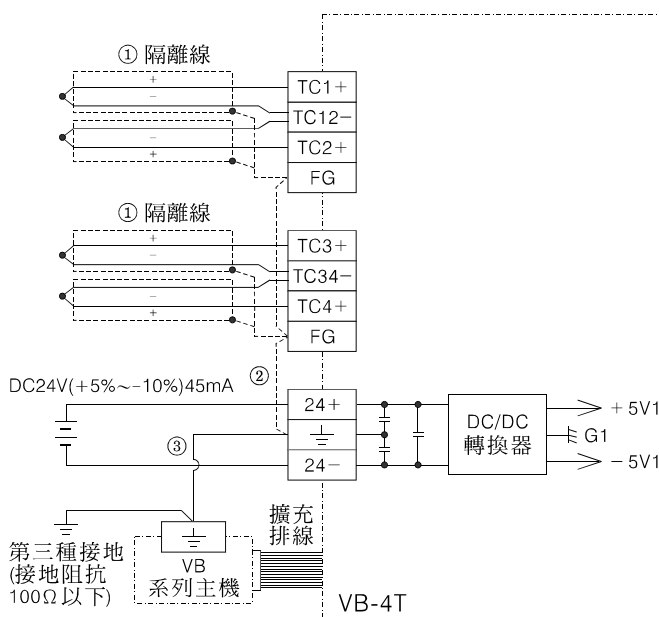 ① 隔離線
+
−
−
+
TC1+
TC12−
TC2+
FG
① 隔離線
+
−
−
+
TC3+
TC34−
TC4+
FG
②
DC24V(+5%～−10%)45mA
24+
24−
③
DC/DC
轉換器
+5V1
G1
−5V1
第三種接地
(接地阻抗
100Ω以下)
VB
系列主機
擴充
排線
VB-4T